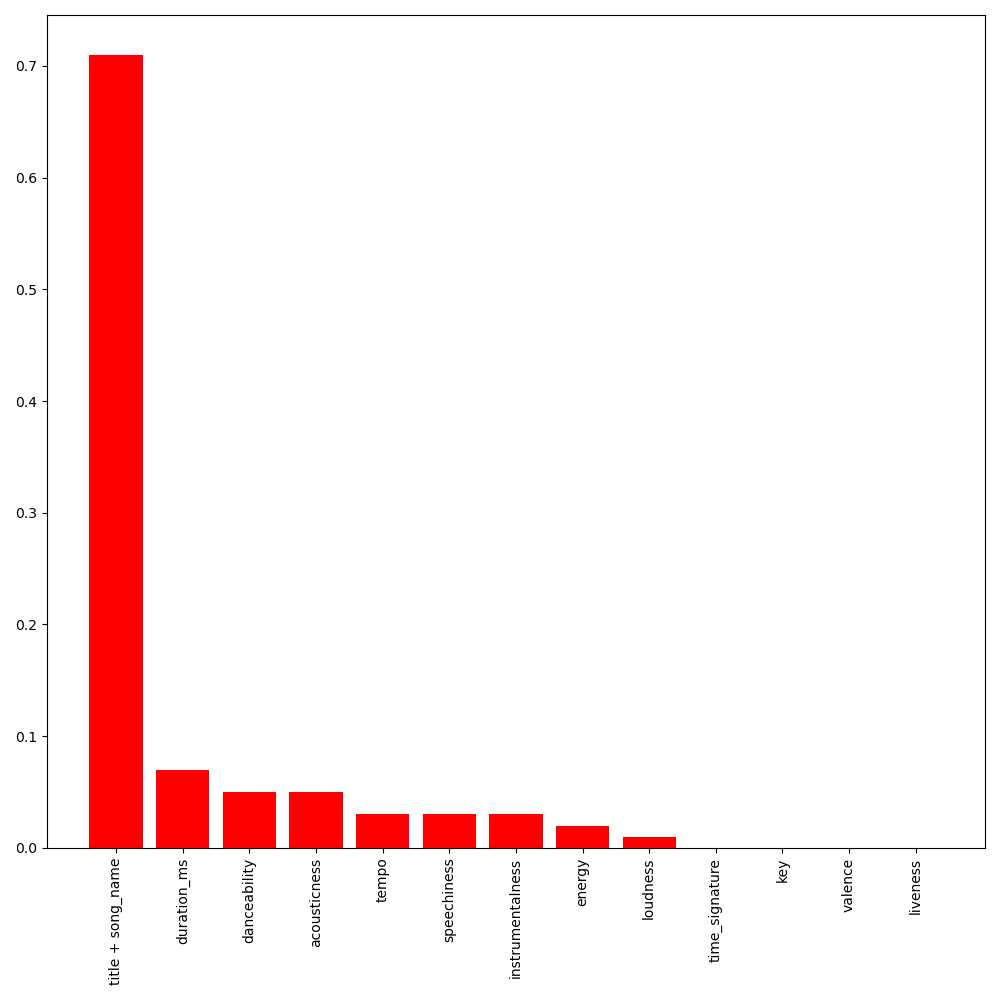 0.7
0.6
0.5
0.4
0.3
0.2
0.1
0.0
title + song_name
duration_ms
danceability
acousticness
tempo
speechiness
instrumentalness
energy
loudness
time_signature
key
valence
liveness